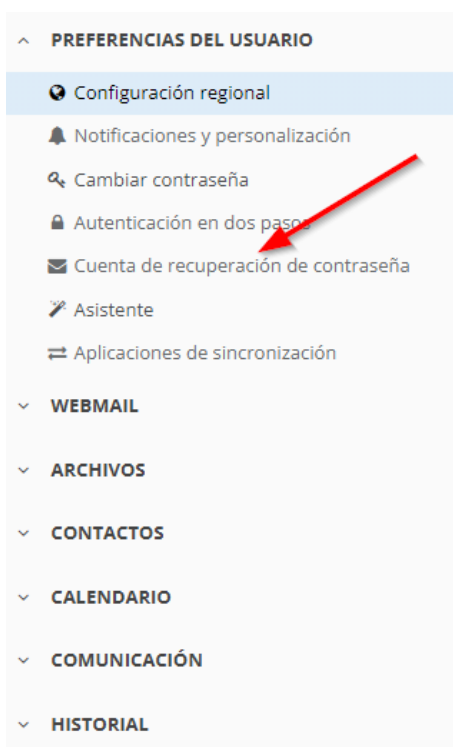 PREFERENCIAS DEL USUARIO
Configuración regional
Notificaciones y personalización
Cambiar contraseña
Autenticación en dos pasos
Cuenta de recuperación de contraseña
Asistente
Aplicaciones de sincronización
WEBMAIL
ARCHIVOS
CONTACTOS
CALENDARIO
COMUNICACIÓN
HISTORIAL